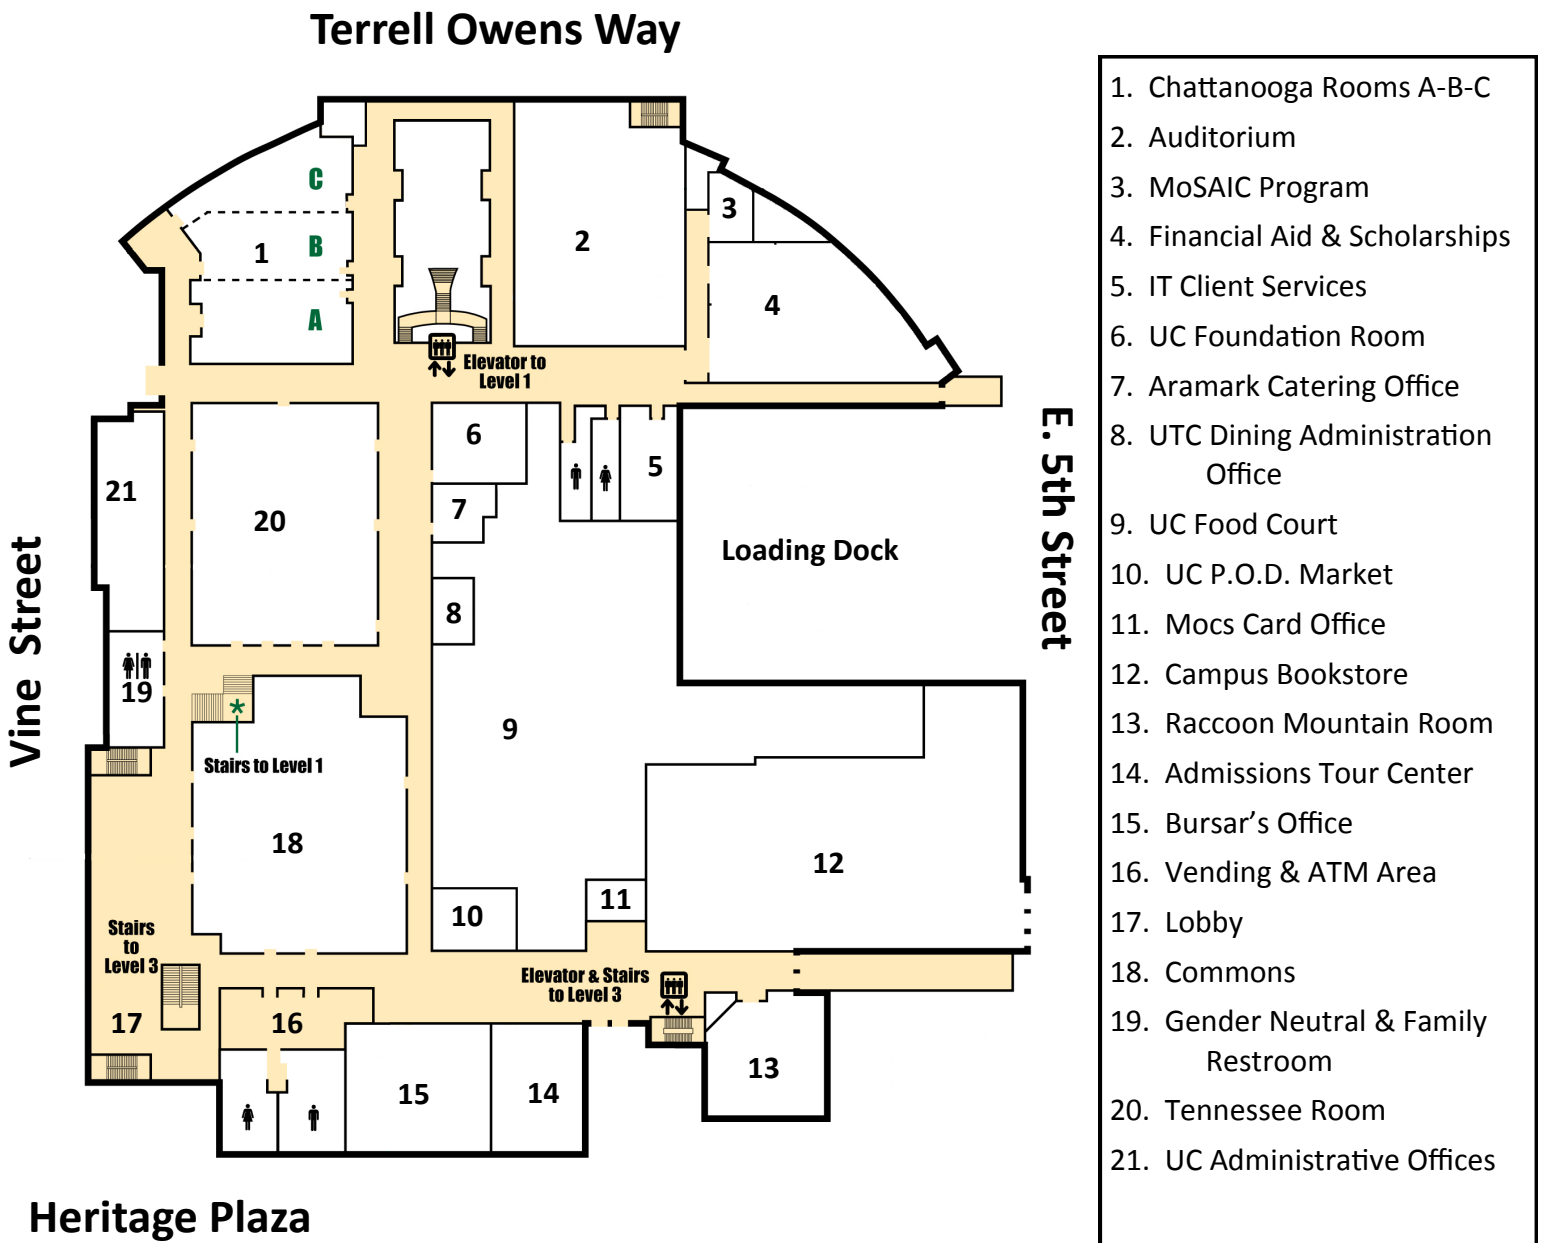 Terrell Owens Way
C
B
A
1
2
3
4
Elevator to
Level 1
6
5
7
21
20
Loading Dock
8
19
Vine Street
E. 5th Street
*
Stairs to Level 1
9
18
12
10
11
Stairs
to
Level 3
Elevator & Stairs
to Level 3
17
16
13
15
14
Heritage Plaza
1. Chattanooga Rooms A-B-C
2. Auditorium
3. MoSAIC Program
4. Financial Aid & Scholarships
5. IT Client Services
6. UC Foundation Room
7. Aramark Catering Office
8. UTC Dining Administration
Office
9. UC Food Court
10. UC P.O.D. Market
11. Mocs Card Office
12. Campus Bookstore
13. Raccoon Mountain Room
14. Admissions Tour Center
15. Bursar’s Office
16. Vending & ATM Area
17. Lobby
18. Commons
19. Gender Neutral & Family
Restroom
20. Tennessee Room
21. UC Administrative Offices